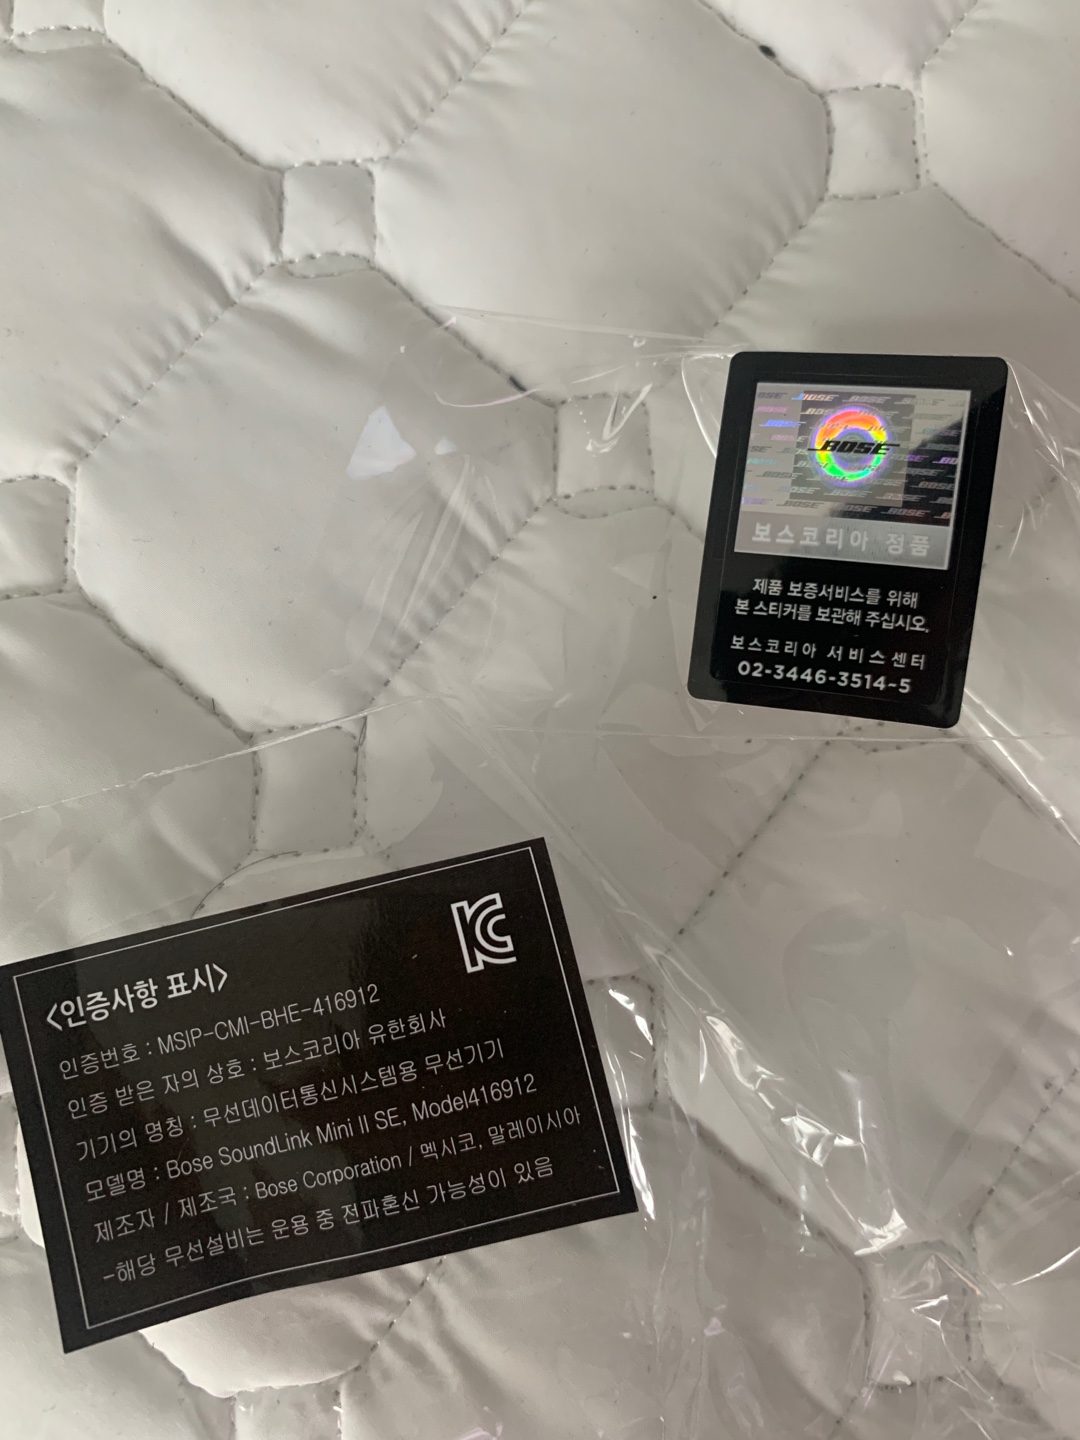 BOSE
보스코리아 정품
제품 보증서비스를 위해
본 스티커를 보관해 주십시오.
보스코리아 서비스센터
02-3446-3514~5
<인증사항 표시>
인증번호 : MSIP-CMI-BHE-416912
인증 받은 자의 상호 : 보스코리아 유한회사
기기의 명칭 : 무선데이터통신시스템용 무선기기
모델명 : Bose SoundLink Mini II SE, Model416912
제조자 / 제조국 : Bose Corporation / 멕시코, 말레이시아
-해당 무선설비는 운용 중 전파혼신 가능성이 있음